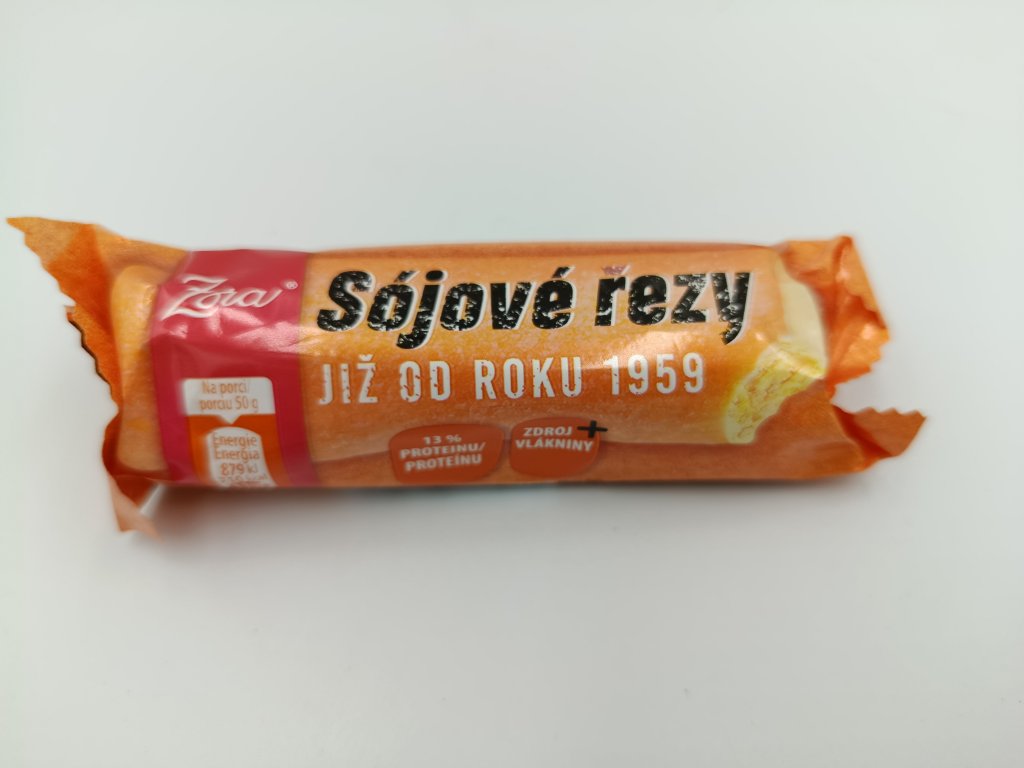 Zora®
Sójové řezy
JIŽ OD ROKU 1959
Na porci/
porciu 50 g
Energie
Energia
879 kJ
13 %
PROTEINU/
PROTEÍNU
ZDROJ +
VLÁKNINY